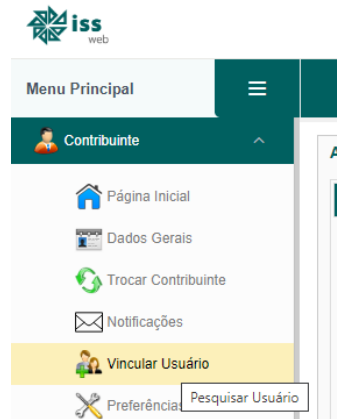 iss
web
Menu Principal
Contribuinte
Página Inicial
Dados Gerais
Trocar Contribuinte
Notificações
Vincular Usuário
Preferências
Pesquisar Usuário